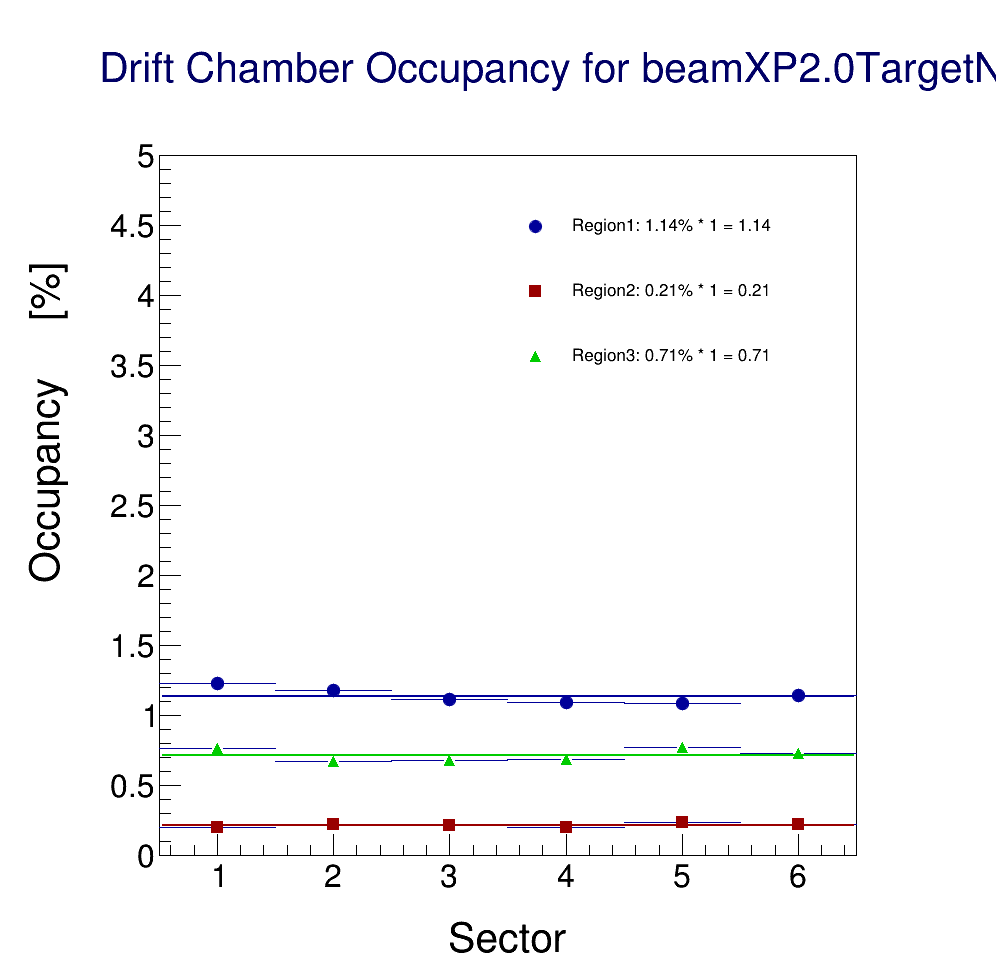 Drift Chamber Occupancy for beamXP2.0TargetN
5
4.5
4
3.5
3
2.5
2
1.5
1
0.5
0
Occupancy [%]
Region1: 1.14% * 1 = 1.14
Region2: 0.21% * 1 = 0.21
Region3: 0.71% * 1 = 0.71
1 2 3 4 5 6
Sector